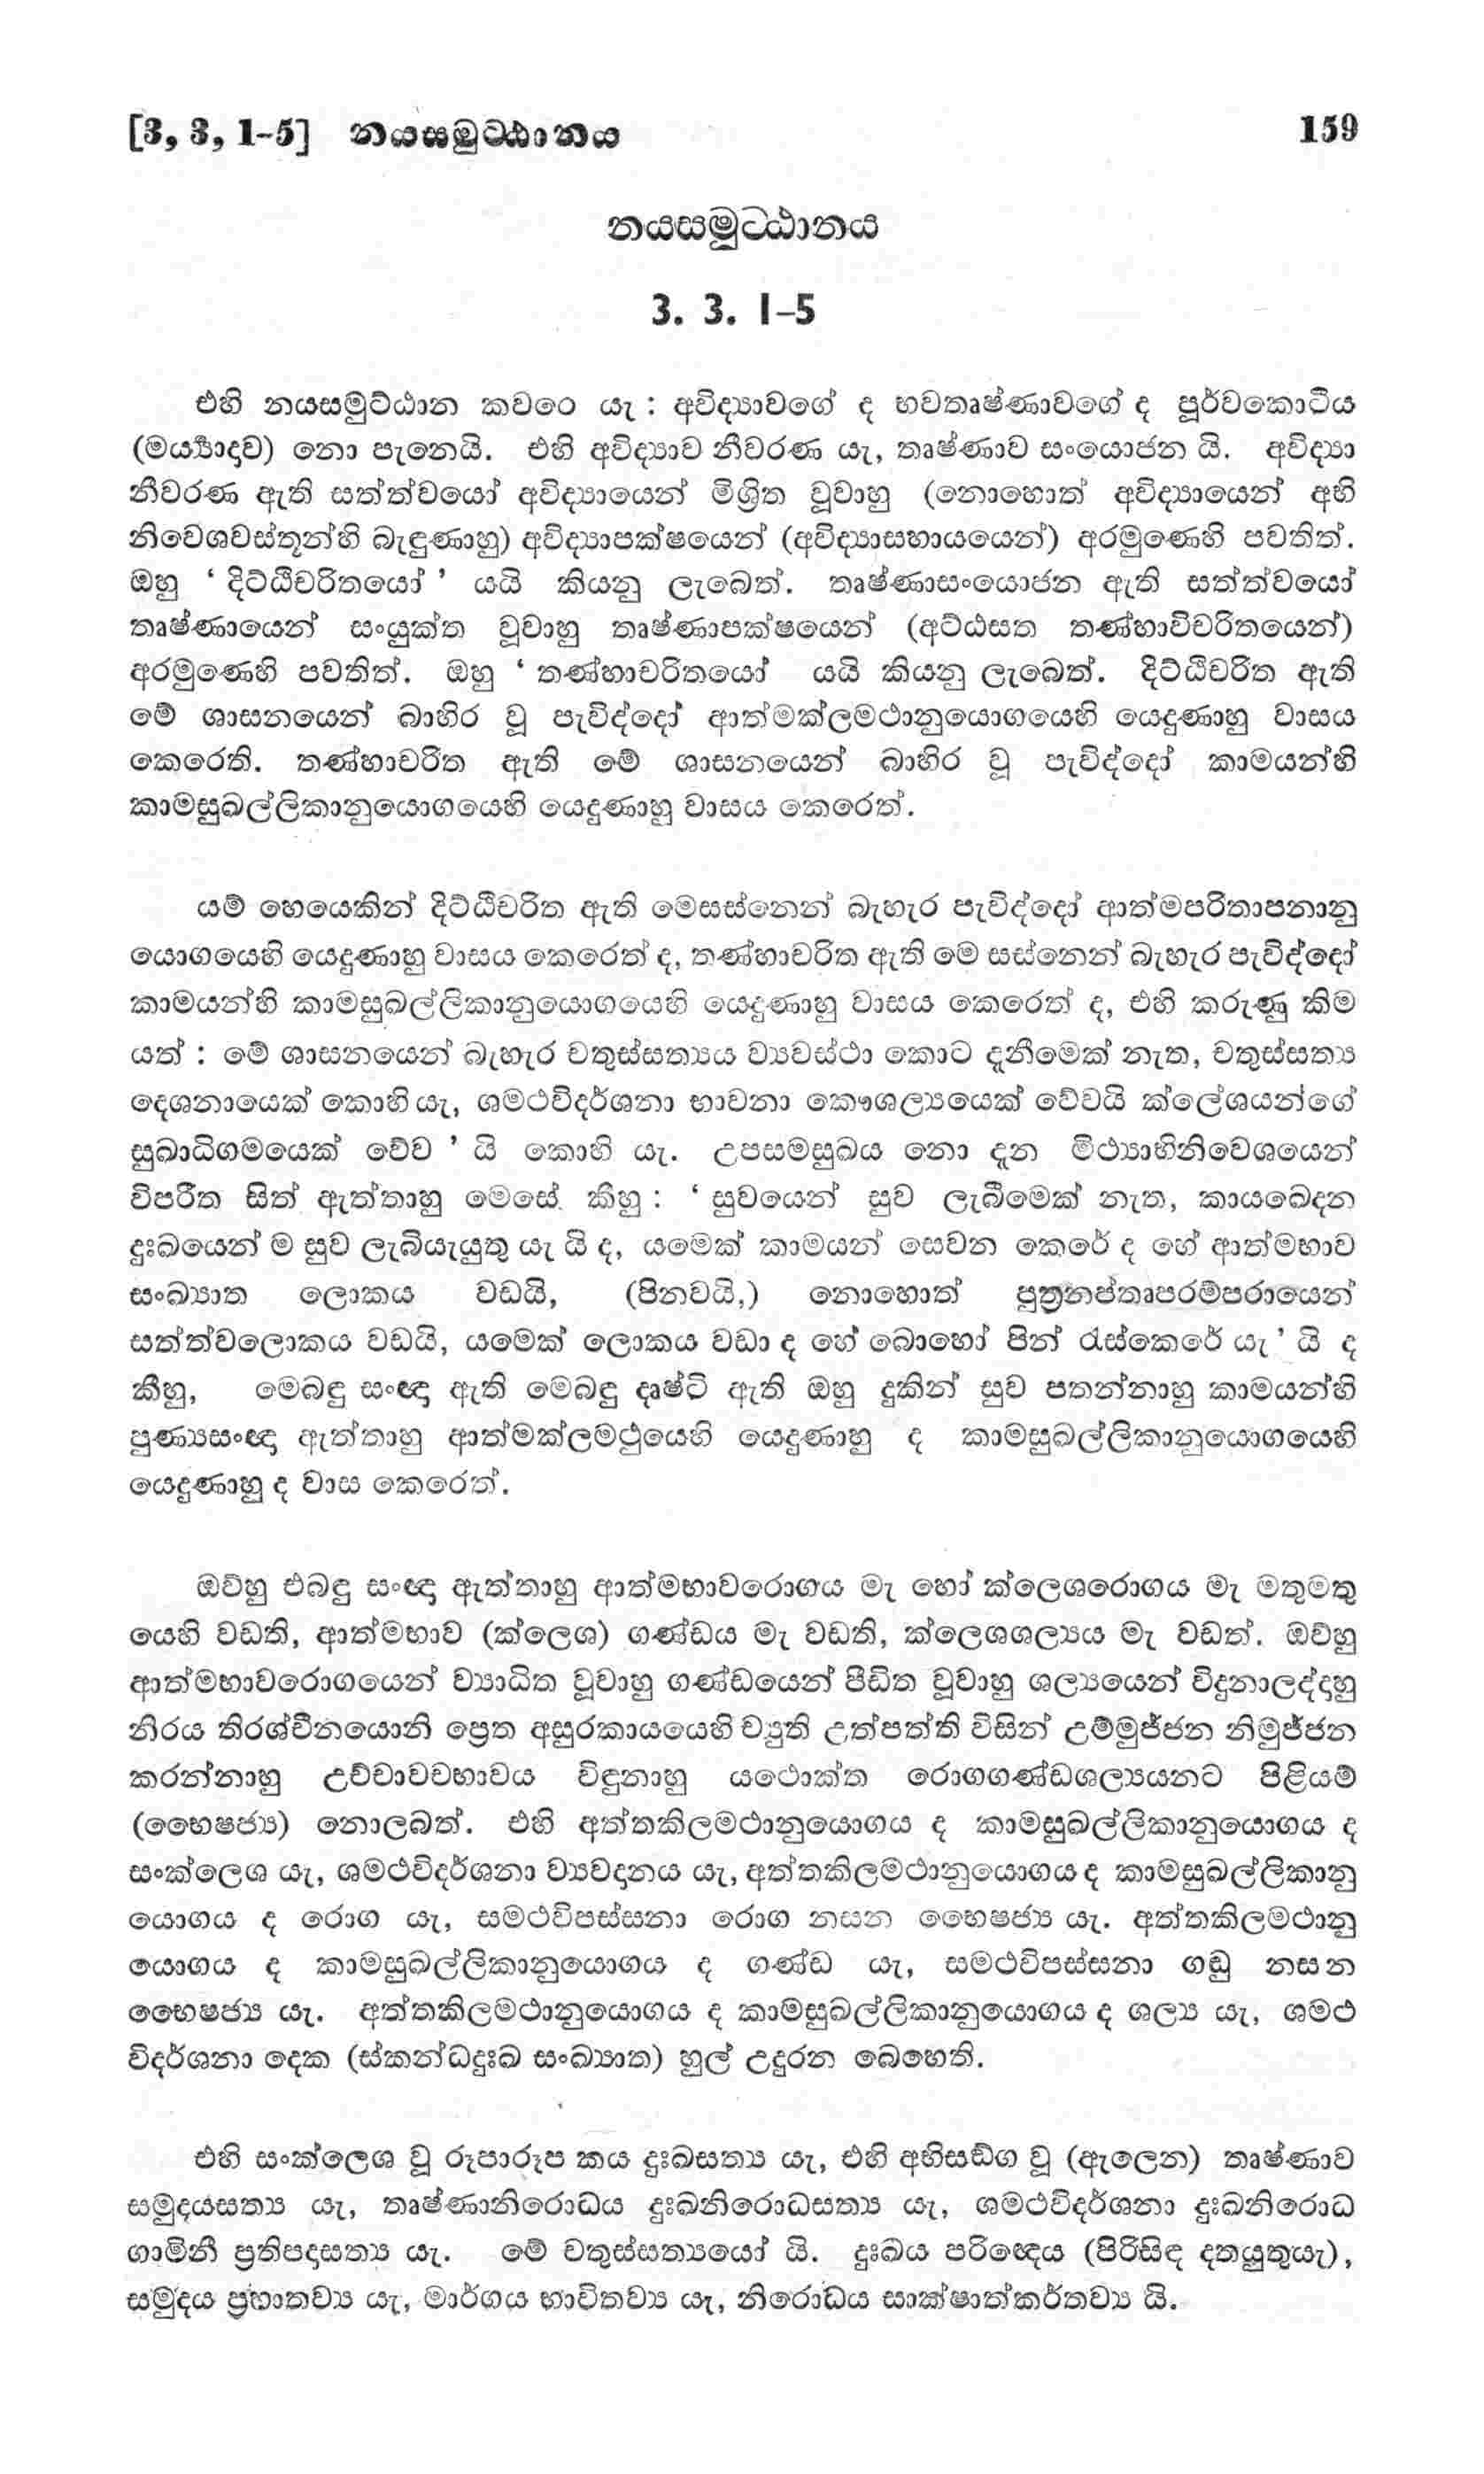 [3, 3, 1-5] නයසමුට්ඨානය 159
නයසමුට්ඨානය
3. 3. 1-5
එහි නයසමුට්ඨාන කවරෙ යැ : අවිද්‍යාවගේ ද භවතෘෂ්ණාවගේ ද පූර්වකොටිය
(මර්‍ය්‍යාදාව) නො පැනෙයි. එහි අවිද්‍යාව නීවරණ යැ, තෘෂ්ණාව සංයොජන යි. අවිද්‍යා
නීවරණ ඇති සත්ත්වයෝ අවිද්‍යායෙන් මිශ්‍රිත වූවාහු (නොහොත් අවිද්‍යායෙන් අභි
නිවෙශවස්තූන්හි බැඳුණාහු) අවිද්‍යාපක්ෂයෙන් (අවිද්‍යාසභායයෙන්) අරමුණෙහි පවතිත්.
ඔහු ‘ දිට්ඨිචරිතයෝ ’ යයි කියනු ලැබෙත්. තෘෂ්ණාසංයොජන ඇති සත්ත්වයෝ
තෘෂ්ණායෙන් සංයුක්ත වූවාහු තෘෂ්ණාපක්ෂයෙන් (අට්ඨසත තණ්හාවිචරිතයෙන්)
අරමුණෙහි පවතිත්. ඔහු ‘ තණ්හාචරිතයෝ යයි කියනු ලැබෙත්. දිට්ඨිචරිත ඇති
මේ ශාසනයෙන් බාහිර වූ පැවිද්දෝ ආත්මක්ලමථානුයොගයෙහි යෙදුණාහු වාසය
කෙරෙති. තණ්හාචරිත ඇති මේ ශාසනයෙන් බාහිර වූ පැවිද්දෝ කාමයන්හි
කාමසුඛල්ලිකානුයොගයෙහි යෙදුණාහු වාසය කෙරෙත්.
යම් හෙයෙකින් දිට්ඨිචරිත ඇති මෙසස්නෙන් බැහැර පැවිද්දෝ ආත්මපරිතාපනානු
යොගයෙහි යෙදුණාහු වාසය කෙරෙත් ද, තණ්හාචරිත ඇති මෙ සස්නෙන් බැහැර පැවිද්දෝ
කාමයන්හි කාමසුඛල්ලිකානුයොගයෙහි යෙදුණාහු වාසය කෙරෙත් ද, එහි කරුණු කිම
යත් : මේ ශාසනයෙන් බැහැර චතුස්සත්‍යය ව්‍යවස්ථා කොට දැනීමෙක් නැත, චතුස්සත්‍ය
දෙශනායෙක් කොහි යැ, ශමථවිදර්ශනා භාවනා කෞශල්‍යයෙක් වේවයි ක්ලේශයන්ගේ
සුඛාධිගමයෙක් වේව ’ යි කොහි යැ. උපසමසුඛය නො දැන මිථ්‍යාභිනිවෙශයෙන්
විපරීත සිත් ඇත්තාහු මෙසේ කීහු : ‘ සුවයෙන් සුව ලැබීමෙක් නැත, කායඛෙදන
දුඃඛයෙන් ම සුව ලැබියැයුතු යැ යි ද, යමෙක් කාමයන් සෙවන කෙරේ ද හේ ආත්මභාව
සංඛ්‍යාත ලොකය වඩයි, (පිනවයි,) නොහොත් පුත්‍රනප්තෘපරම්පරායෙන්
සත්ත්වලොකය වඩයි, යමෙක් ලොකය වඩා ද හේ බොහෝ පින් රැස්කෙරේ යැ’ යි ද
කීහු, මෙබඳු සංඥා ඇති මෙබඳු දෘෂ්ටි ඇති ඔහු දුකින් සුව පතන්නාහු කාමයන්හි
පුණ්‍යසංඥා ඇත්තාහු ආත්මක්ලමථුයෙහි යෙදුණාහු ද කාමසුඛල්ලිකානුයොගයෙහි
යෙදුණාහු ද වාස කෙරෙත්.
ඔව්හු එබඳු සංඥා ඇත්තාහු ආත්මභාවරොගය මැ හෝ ක්ලෙශරොගය මැ මතුමතු
යෙහි වඩති, ආත්මභාව (ක්ලෙශ) ගණ්ඩය මැ වඩති, ක්ලෙශශල්‍යය මැ වඩත්. ඔව්හු
ආත්මභාවරොගයෙන් ව්‍යාධිත වූවාහු ගණ්ඩයෙන් පීඩිත වූවාහු ශල්‍යයෙන් විදුනාලද්දාහු
නිරය තිරශ්චීනයොනි ප්‍රෙත අසුරකායයෙහි ච්‍යුති උත්පත්ති විසින් උම්මුජ්ජන නිමුජ්ජන
කරන්නාහු උච්චාවචභාවය විඳුනාහු යථොක්ත රොගගණ්ඩශල්‍යයනට පිළියම්
(භෛෂජ්‍ය) නොලබත්. එහි අත්තකිලමථානුයොගය ද කාමසුඛල්ලිකානුයොගය ද
සංක්ලෙශ යැ, ශමථවිදර්ශනා ව්‍යවදානය යැ, අත්තකිලමථානුයොගය ද කාමසුඛල්ලිකානු
යොගය ද රොග යැ, සමථවිපස්සනා රොග නසන භෛෂජ්‍ය යැ. අත්තකිලමථානු
යොගය ද කාමසුඛල්ලිකානුයොගය ද ගණ්ඩ යැ, සමථවිපස්සනා ගඬු නසන
භෛෂජ්‍ය යැ. අත්තකිලමථානුයොගය ද කාමසුඛල්ලිකානුයොගය ද ශල්‍ය යැ, ශමථ
විදර්ශනා දෙක (ස්කන්ධදුඃඛ සංඛ්‍යාත) හුල් උදුරන බෙහෙති.
එහි සංක්ලෙශ වූ රූපාරූප කය දුඃඛසත්‍ය යැ, එහි අභිසඞ්ග වූ (ඇලෙන) තෘෂ්ණාව
සමුදයසත්‍ය යැ, තෘෂ්ණානිරොධය දුඃඛනිරොධසත්‍ය යැ, ශමථවිදර්ශනා දුඃඛනිරොධ
ගාමිනී ප්‍රතිපදාසත්‍ය යැ. මේ චතුස්සත්‍යයෝ යි. දුඃඛය පරිඥෙය (පිරිසිඳ දතයුතුයැ),
සමුදය ප්‍රහාතව්‍ය යැ, මාර්ගය භාවිතව්‍ය යැ, නිරොධය සාක්ෂාත්කර්තව්‍ය යි.